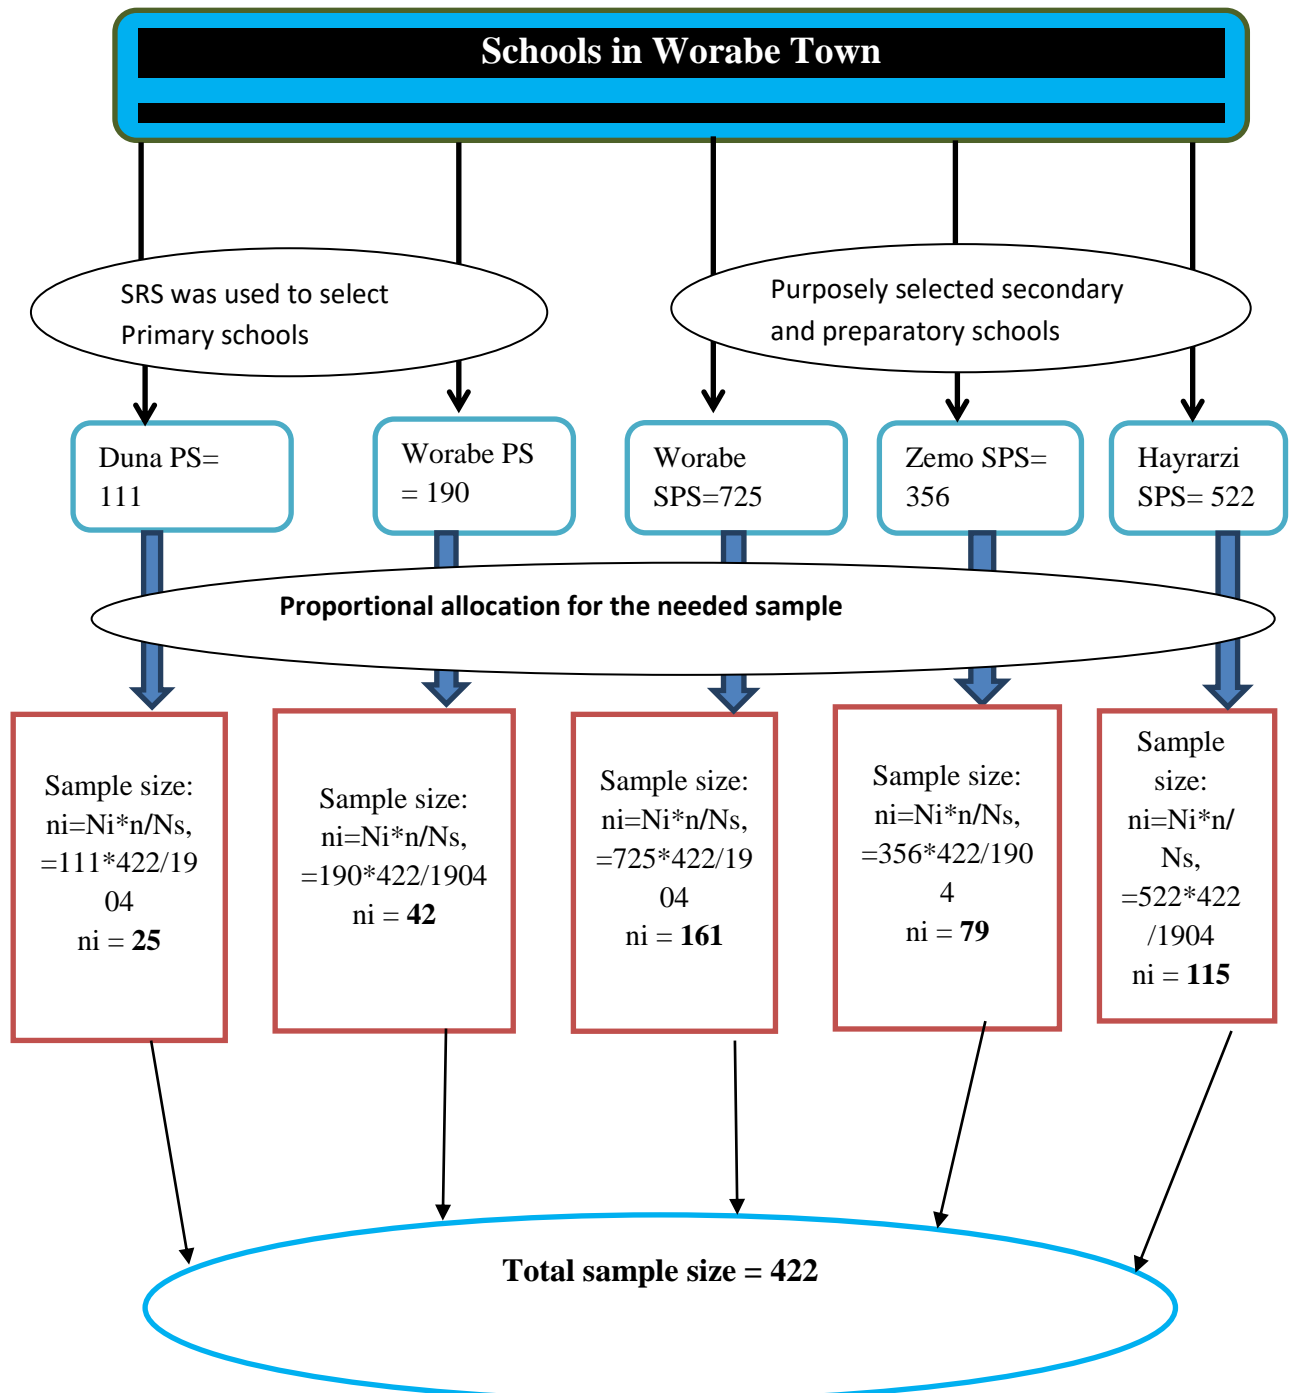 Schools in Worabe Town
SRS was used to select
Primary schools
Purposely selected secondary
and preparatory schools
Duna PS=
111
Worabe PS
= 190
Worabe
SPS=725
Zemo SPS=
356
Hayrarzi
SPS= 522
Proportional allocation for the needed sample
Sample size:
ni=Ni*n/Ns,
=111*422/19
04
ni = 25
Sample size:
ni=Ni*n/Ns,
=190*422/1904
ni = 42
Sample size:
ni=Ni*n/Ns,
=725*422/19
04
ni = 161
Sample size:
ni=Ni*n/Ns,
=356*422/190
4
ni = 79
Sample
size:
ni=Ni*n/
Ns,
=522*422
/1904
ni = 115
Total sample size = 422